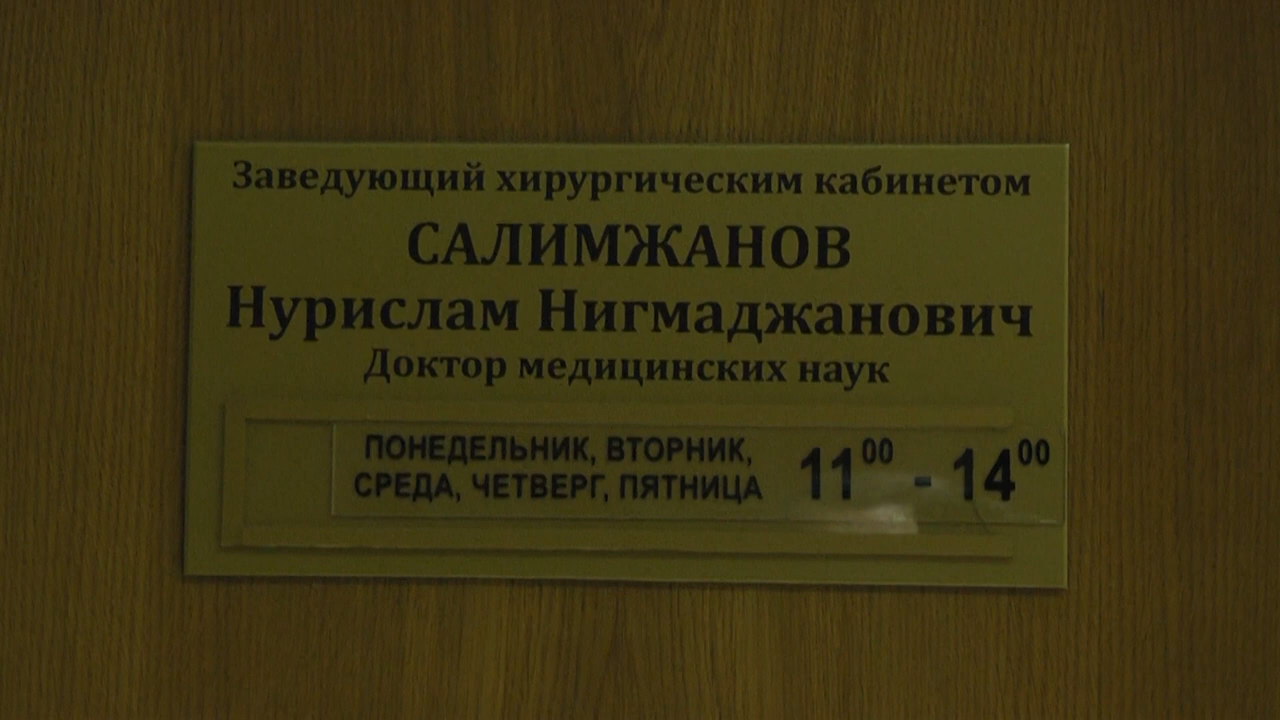 Заведующий хирургическим кабинетом
САЛИМЖАНОВ
Нурислам Нигмаджанович
Доктор медицинских наук
ПОНЕДЕЛЬНИК, ВТОРНИК,
СРЕДА, ЧЕТВЕРГ, ПЯТНИЦА 11⁰⁰ - 14⁰⁰